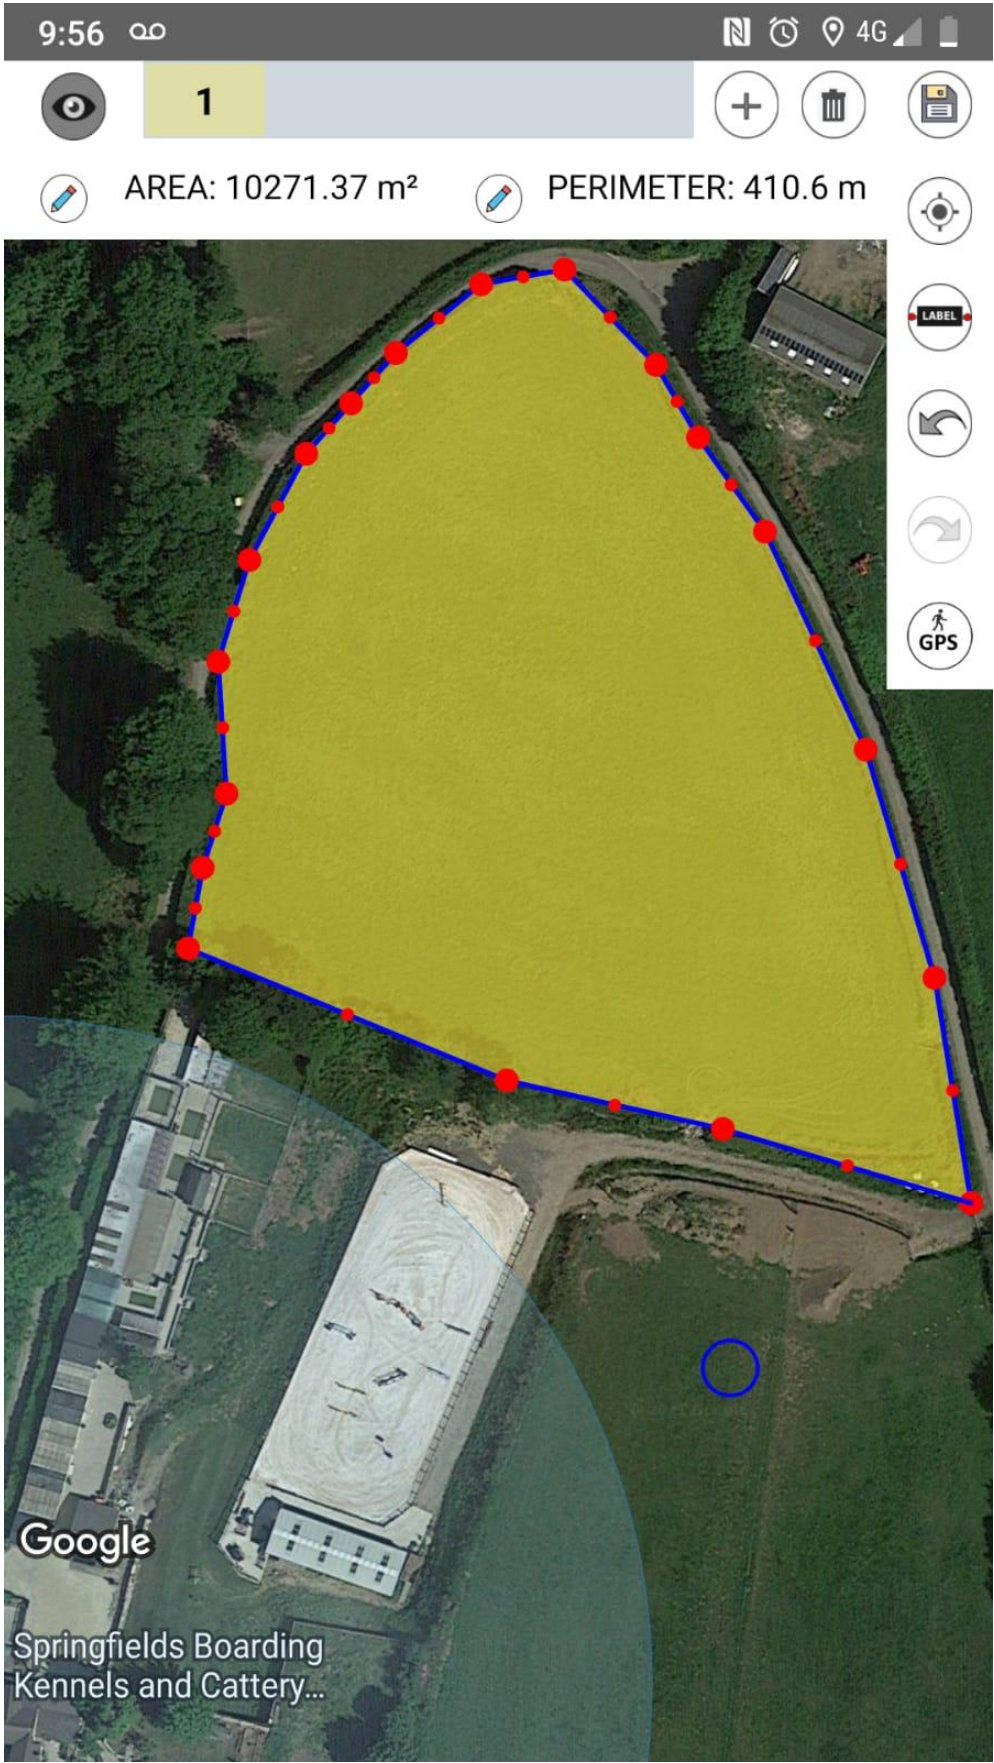 9:56
4G
1
AREA: 10271.37 m²
PERIMETER: 410.6 m
LABEL
GPS
Google
Springfields Boarding
Kennels and Cattery...